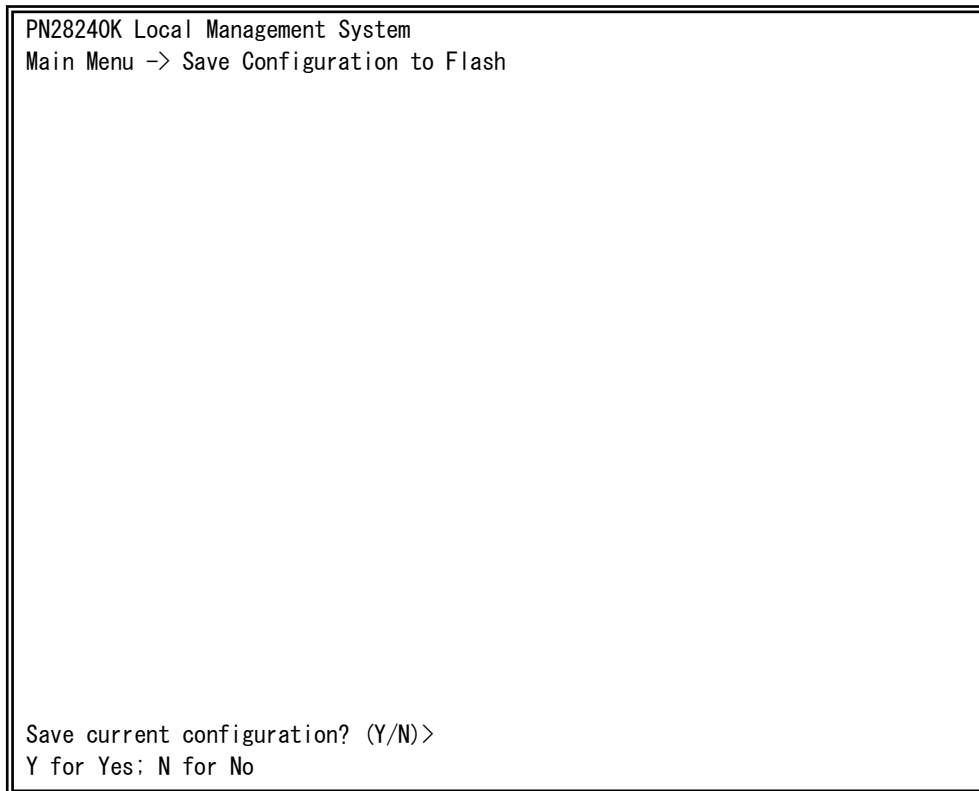 PN28240K Local Management System
Main Menu -> Save Configuration to Flash
Save current configuration? (Y/N)>
Y for Yes; N for No